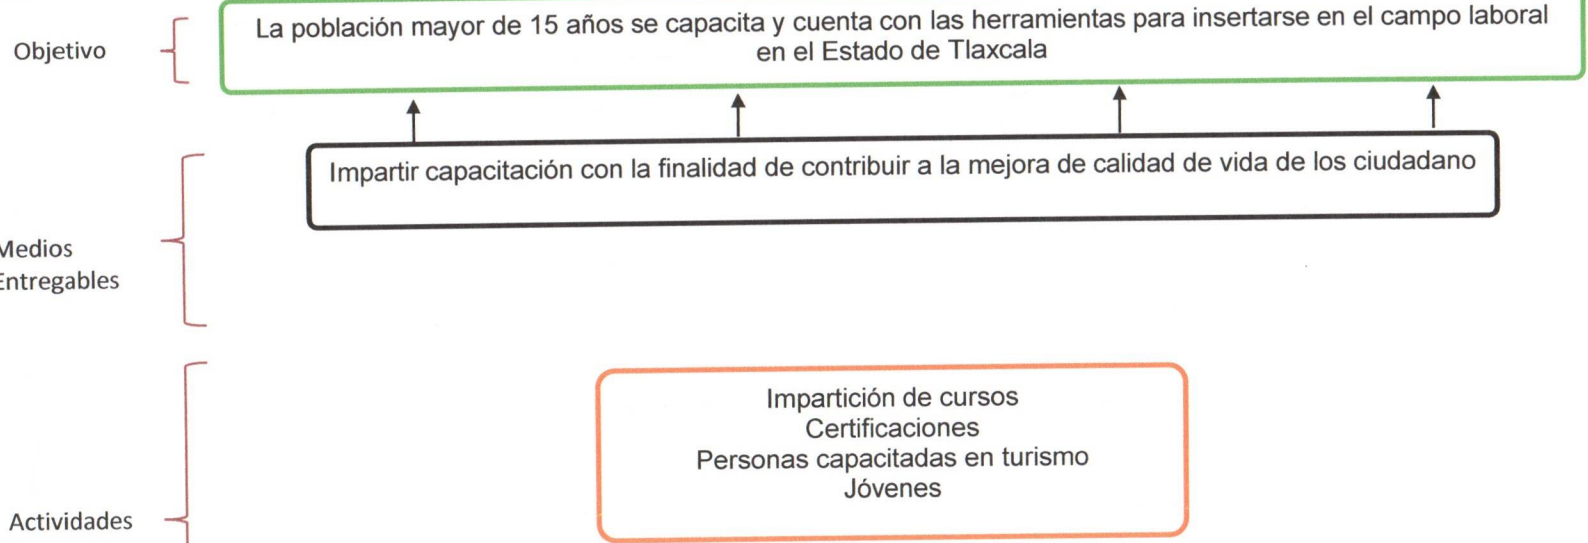 Objetivo
La población mayor de 15 años se capacita y cuenta con las herramientas para insertarse en el campo laboral
en el Estado de Tlaxcala
Impartir capacitación con la finalidad de contribuir a la mejora de calidad de vida de los ciudadano
Medios
Entregables
Impartición de cursos
Certificaciones
Personas capacitadas en turismo
Jóvenes
Actividades